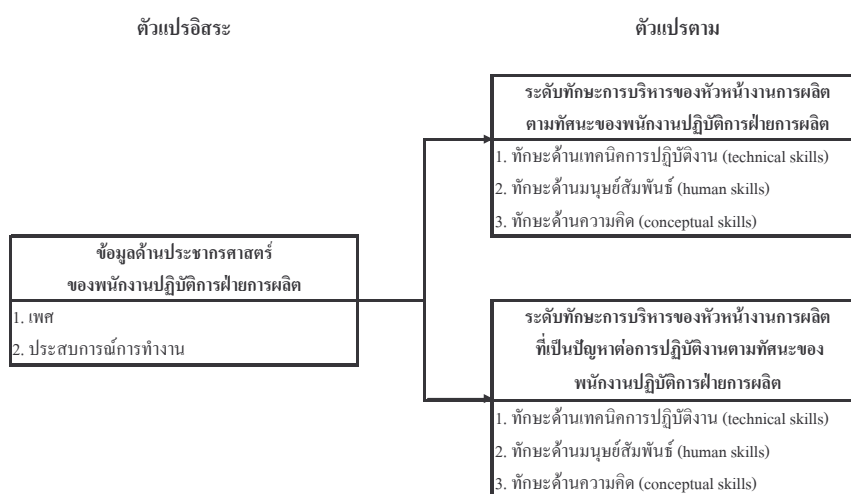 ตัวแปรอิสระ
ตัวแปรตาม
ระดับทักษะการบริหารของหัวหน้างานการผลิต
ตามทัศนะของพนักงานปฏิบัติการฝ่ายการผลิต
1. ทักษะด้านเทคนิคการปฏิบัติงาน (technical skills)
2. ทักษะด้านมนุษย์สัมพันธ์ (human skills)
3. ทักษะด้านความคิด (conceptual skills)
ข้อมูลด้านประชากรศาสตร์
ของพนักงานปฏิบัติการฝ่ายการผลิต
1. เพศ
2. ประสบการณ์การทำงาน
ระดับทักษะการบริหารของหัวหน้างานการผลิต
ที่เป็นปัญหาต่อการปฏิบัติงานตามทัศนะของ
พนักงานปฏิบัติการฝ่ายการผลิต
1. ทักษะด้านเทคนิคการปฏิบัติงาน (technical skills)
2. ทักษะด้านมนุษย์สัมพันธ์ (human skills)
3. ทักษะด้านความคิด (conceptual skills)